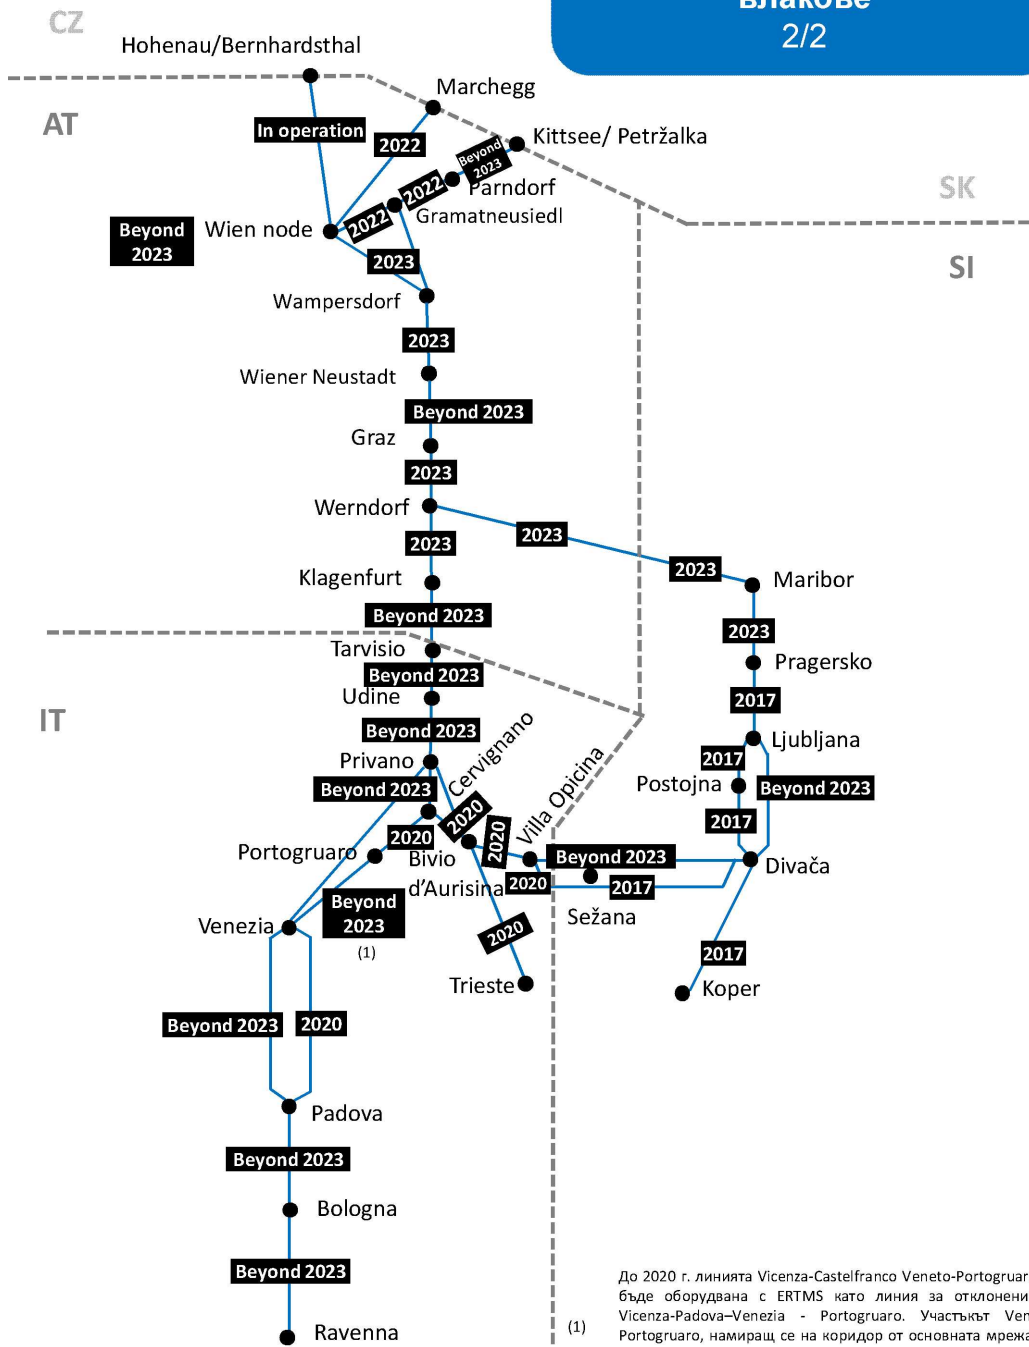 влакове
2/2
CZ
Hohenau/Bernhardsthal
Marchegg
AT
In operation
2022
Kittsee/ Petržalka
Beyond
2023
2022
Parndorf
SK
Gramatneusiedl
2022
Wien node
Beyond
2023
2023
SI
Wampersdorf
2023
Wiener Neustadt
Beyond 2023
Graz
2023
Werndorf
2023
2023
2023
Klagenfurt
Maribor
Beyond 2023
2023
Tarvisio
Pragersko
Beyond 2023
Udine
2017
IT
Beyond 2023
Cervignano
Ljubljana
Privano
2017
Villa Opicina
Beyond 2023
Postojna
Beyond 2023
2020
2020
2017
2020
Portogruaro
Bivio
d’Aurisina
Beyond 2023
Divača
2020
2017
Beyond
2023
(1)
Sežana
Venezia
2020
2017
Trieste
Koper
Beyond 2023
2020
Padova
Beyond 2023
Bologna
Beyond 2023
Ravenna
До 2020 г. линията Vicenza-Castelfranco Veneto-Portogruar
бъде оборудвана с ERTMS като линия за отклонени
Vicenza-Padova–Venezia - Portogruaro. Участъкът Ven
(1)
Portogruaro, намиращ се на коридор от основната мрежа